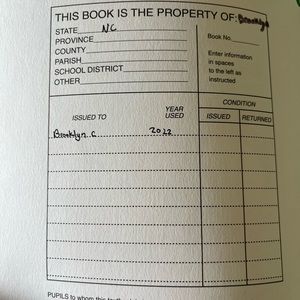 THIS BOOK IS THE PROPERTY OF: Brooklyn
STATE NC
PROVINCE
COUNTY
PARISH
SCHOOL DISTRICT
OTHER
Book No.
Enter information
in spaces
to the left as
instructed
ISSUED TO
YEAR
USED
CONDITION
ISSUED
RETURNED
Brooklyn C 2022
PUPILS to whom this